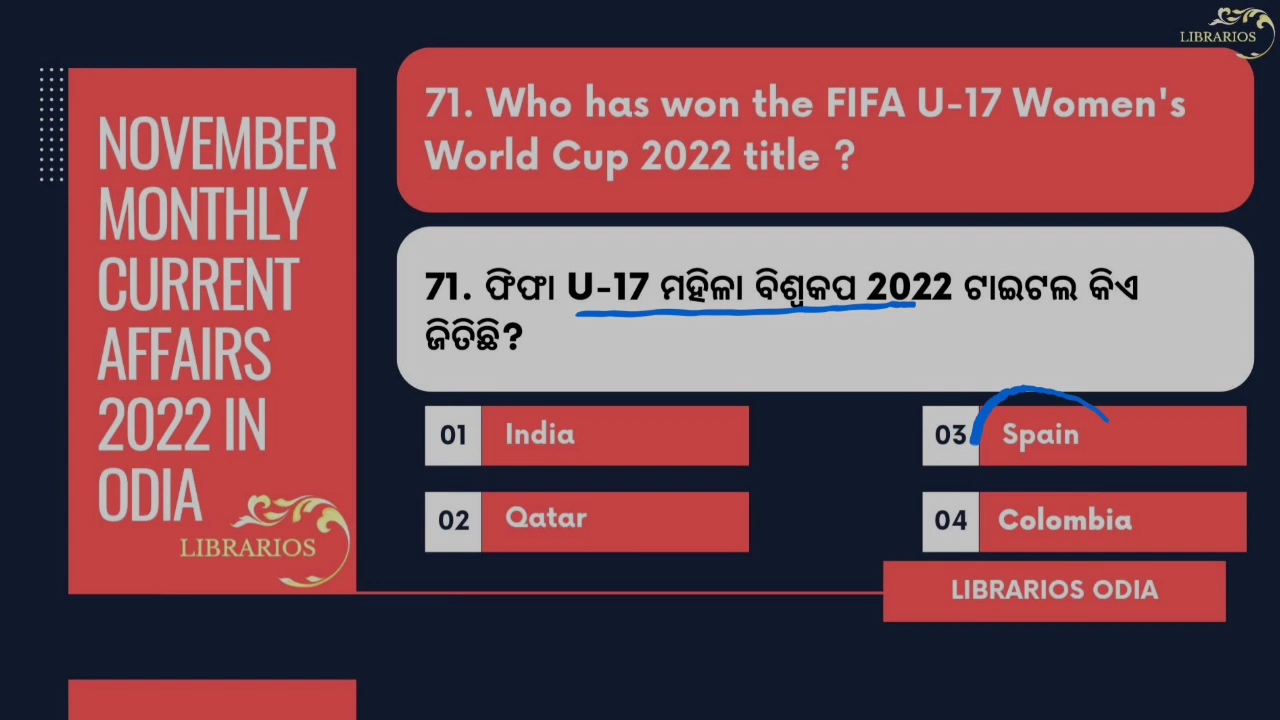 LIBRARIOS
NOVEMBER
MONTHLY
CURRENT
AFFAIRS
2022 IN
ODIA
LIBRARIOS
71. Who has won the FIFA U-17 Women's
World Cup 2022 title ?
71. ଫିଫା U-17 ମହିଳା ବିଶ୍ୱକପ 2022 ଟାଇଟଲ କିଏ
ଜିତିଛି?
01 India
02 Qatar
03 Spain
04 Colombia
LIBRARIOS ODIA